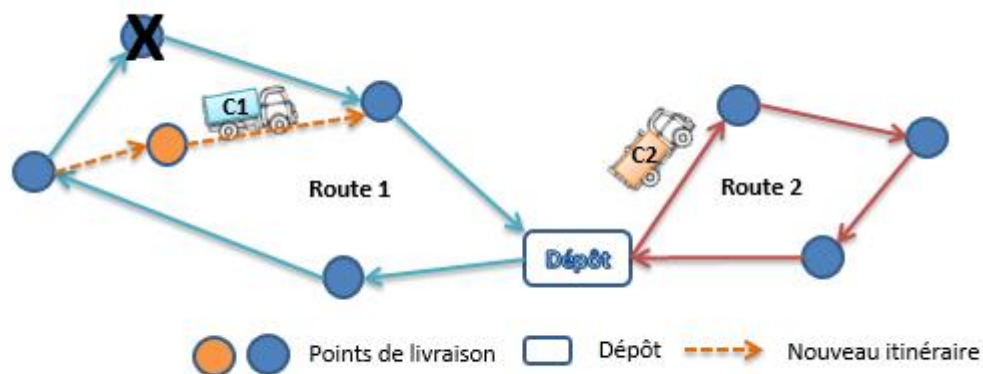 X
C1
C2
Route 1
Route 2
Dépôt
Points de livraison
Dépôt
Nouveau itinéraire